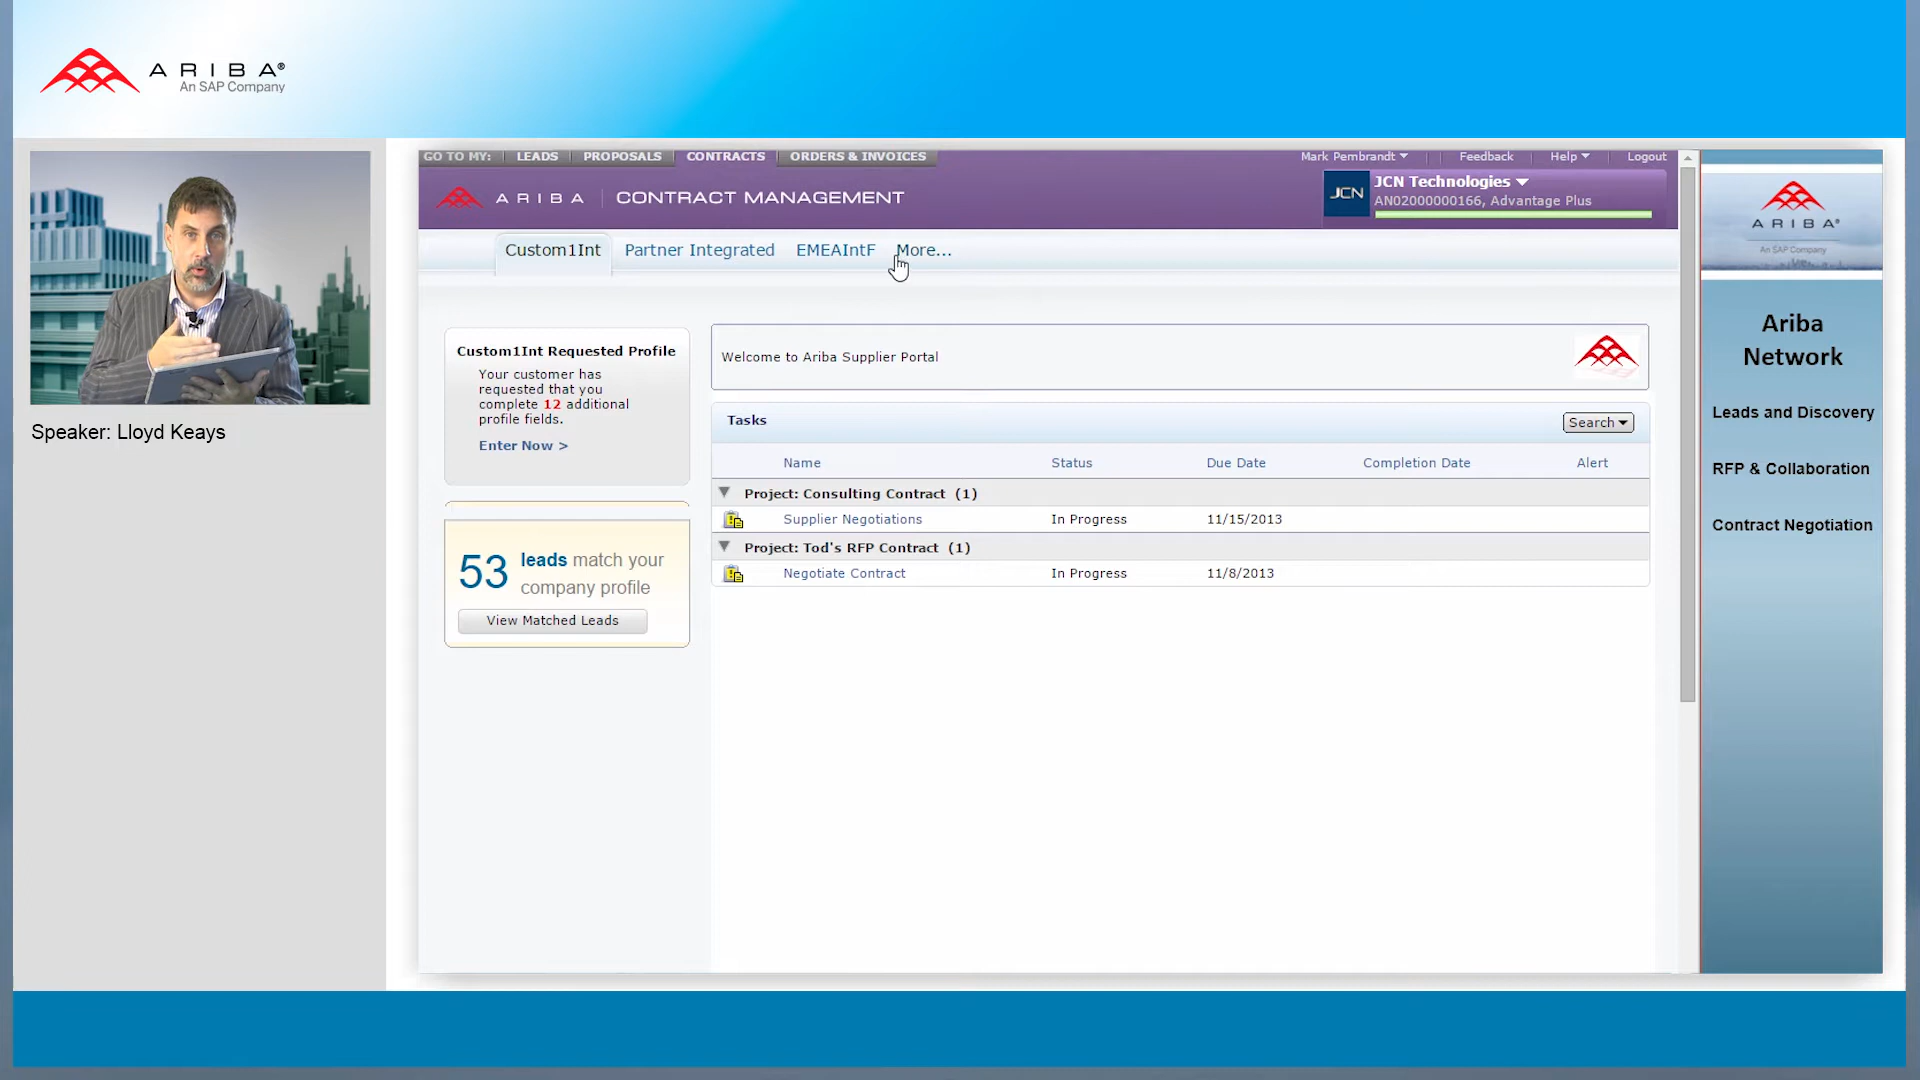 ARIBA®
An SAP Company
Speaker: Lloyd Keays
GO TO MY: LEADS PROPOSALS CONTRACTS ORDERS & INVOICES
Mark Pembrandt Feedback Help Logout
ARIBA CONTRACT MANAGEMENT
JCN
JCN Technologies
AN02000000166, Advantage Plus
Custom1Int Partner Integrated EMEAIntF More...
Custom1Int Requested Profile
Your customer has
requested that you
complete 12 additional
profile fields.
Enter Now >
53 leads match your
company profile
View Matched Leads
Welcome to Ariba Supplier Portal
Tasks
Search
Name Status Due Date Completion Date Alert
Project: Consulting Contract (1)
Supplier Negotiations In Progress 11/15/2013
Project: Tod's RFP Contract (1)
Negotiate Contract In Progress 11/8/2013
ARIBA®
An SAP Company
Ariba
Network
Leads and Discovery
RFP & Collaboration
Contract Negotiation